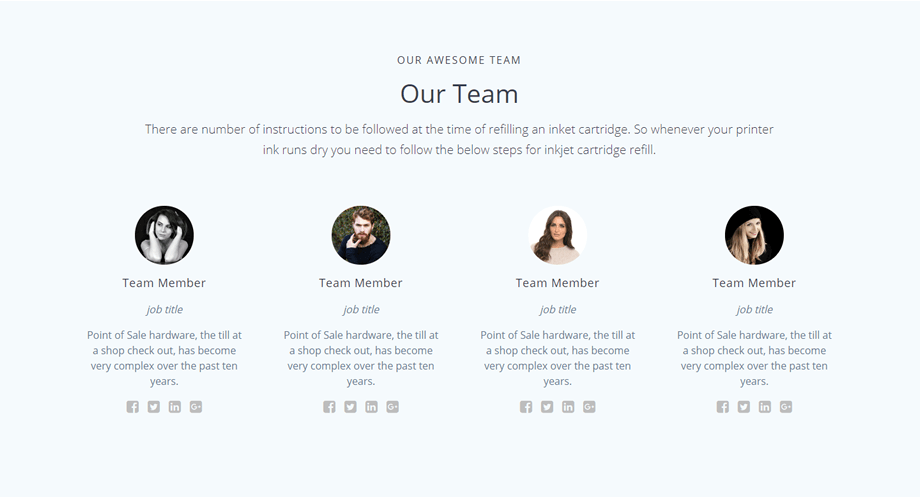 OUR AWESOME TEAM
Our Team
There are number of instructions to be followed at the time of refilling an inket cartridge. So whenever your printer
ink runs dry you need to follow the below steps for inkjet cartridge refill.
Team Member
job title
Point of Sale hardware, the till at
a shop check out, has become
very complex over the past ten
years.
Team Member
job title
Point of Sale hardware, the till at
a shop check out, has become
very complex over the past ten
years.
Team Member
job title
Point of Sale hardware, the till at
a shop check out, has become
very complex over the past ten
years.
Team Member
job title
Point of Sale hardware, the till at
a shop check out, has become
very complex over the past ten
years.